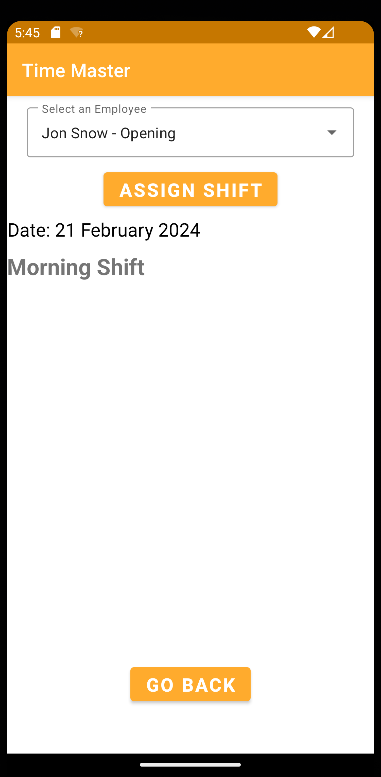 5:45
Time Master
Select an Employee
Jon Snow - Opening
ASSIGN SHIFT
Date: 21 February 2024
Morning Shift
GO BACK